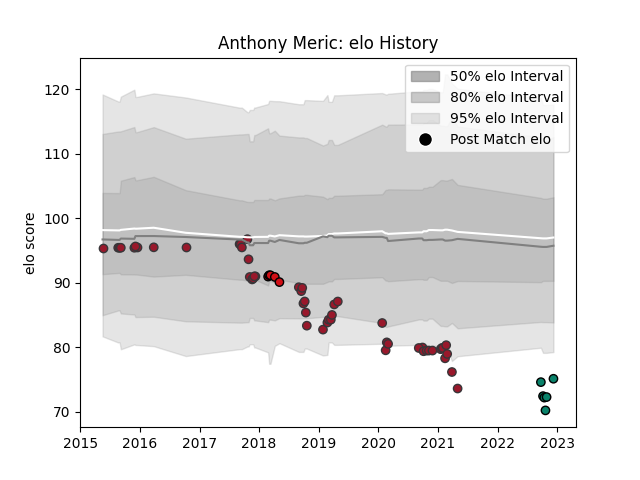 Anthony Meric: elo History
50% elo Interval
80% elo Interval
95% elo Interval
Post Match elo
elo score
120
110
100
90
80
70
2015 2016 2017 2018 2019 2020 2021 2022 2023